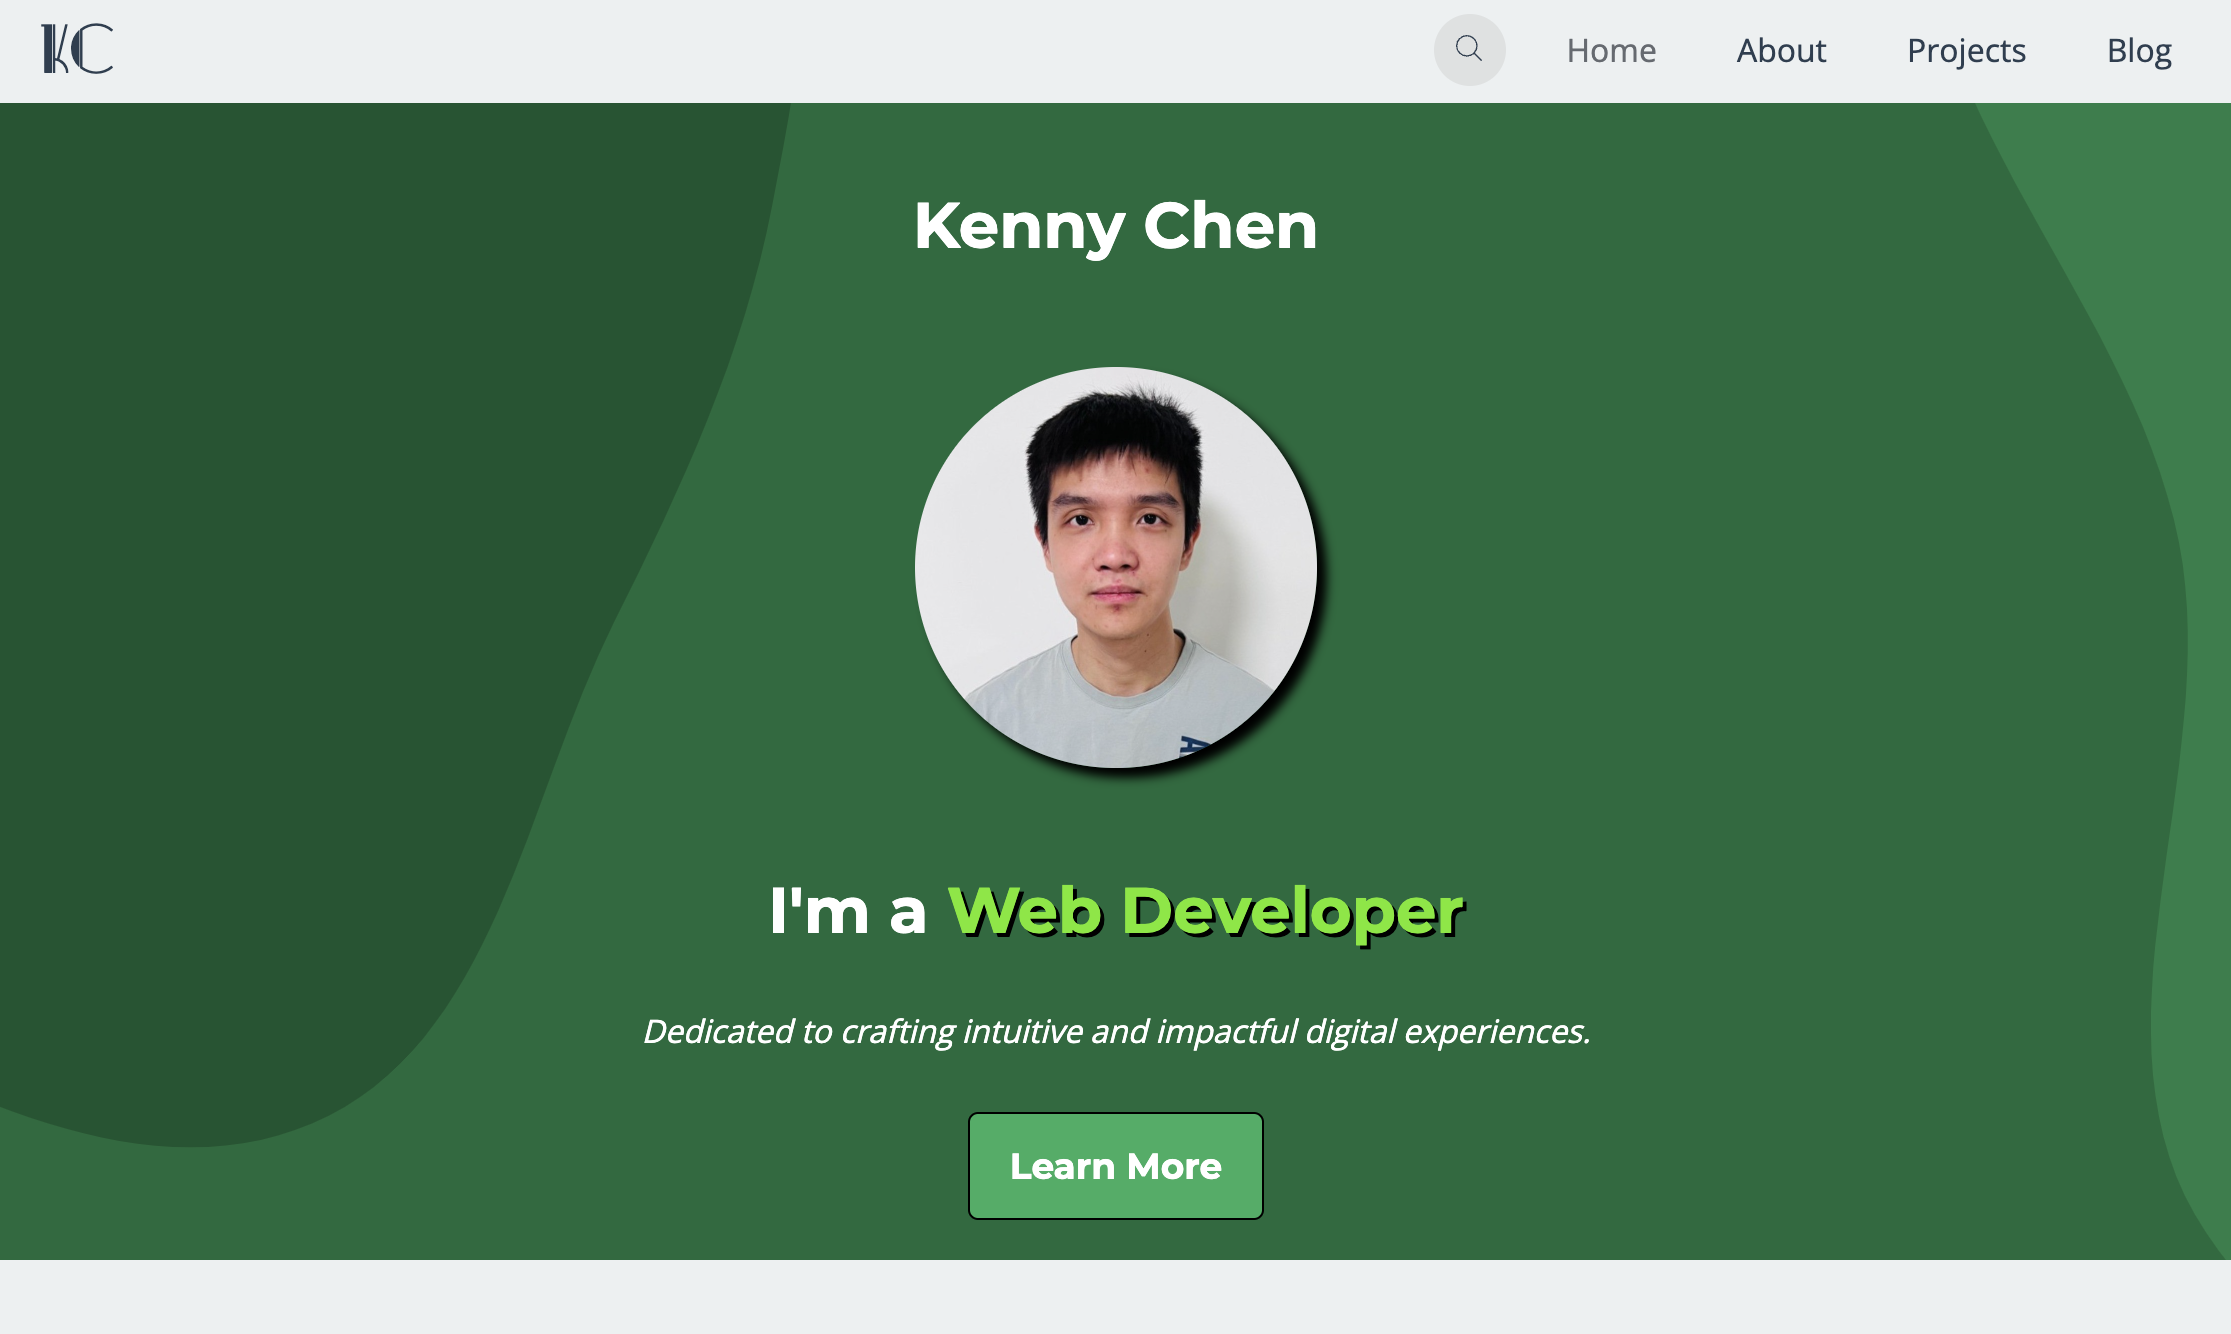 KC
Home About Projects Blog
Kenny Chen
A
I'm a Web Developer
Dedicated to crafting intuitive and impactful digital experiences.
Learn More